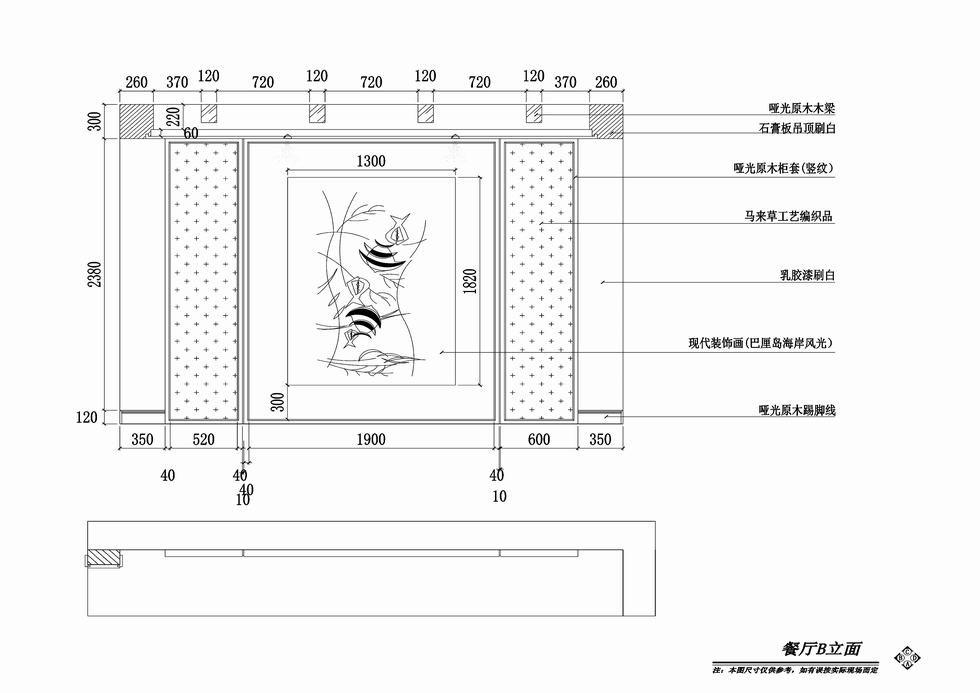 260 370 120 720 120 720 120 720 120 370 260
300 220 60
哑光原木木梁
石膏板吊顶刷白
1300
哑光原木柜套(竖纹)
马来草工艺编织品
2380 1820
乳胶漆刷白
现代装饰画(巴厘岛海岸风光)
300
哑光原木踢脚线
120
350 520 1900 600 350
40 40 40
40
10 10
餐厅B立面
注：本图尺寸仅供参考，如有误按实际现场而定
C
B D
A